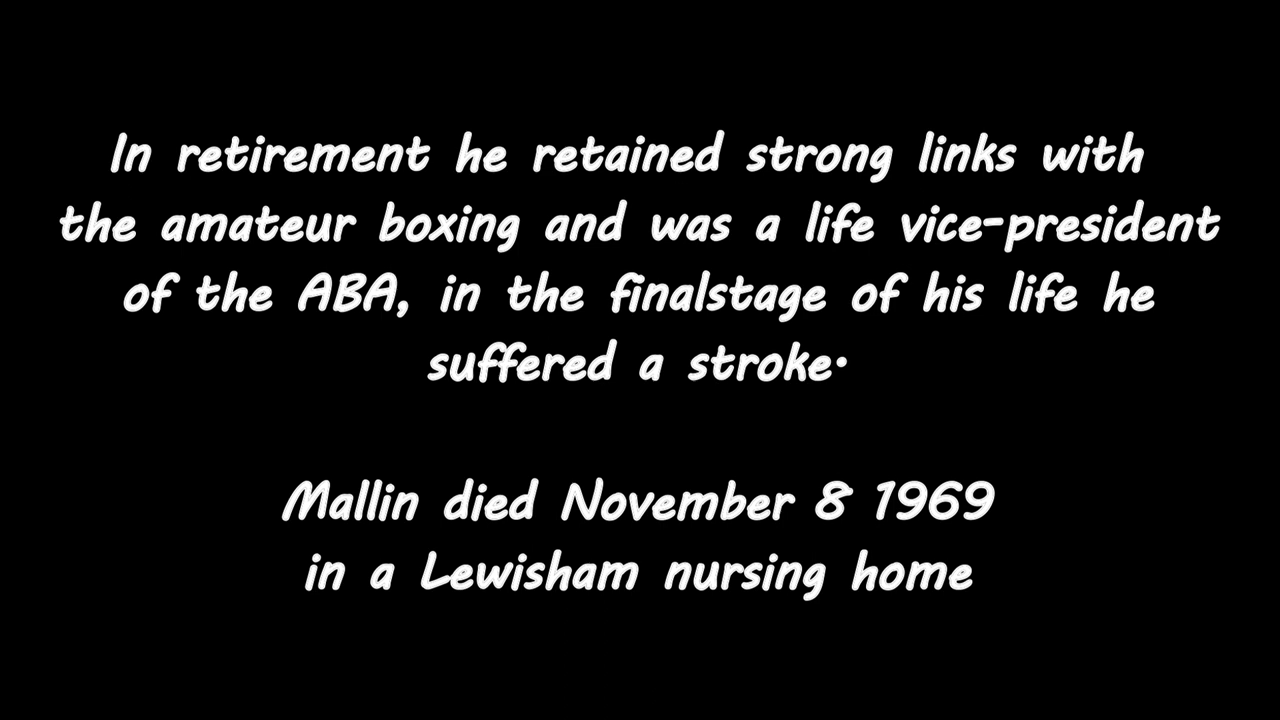 In retirement he retained strong links with
the amateur boxing and was a life vice-president
of the ABA, in the finalstage of his life he
suffered a stroke.
Mallin died November 8 1969
in a Lewisham nursing home